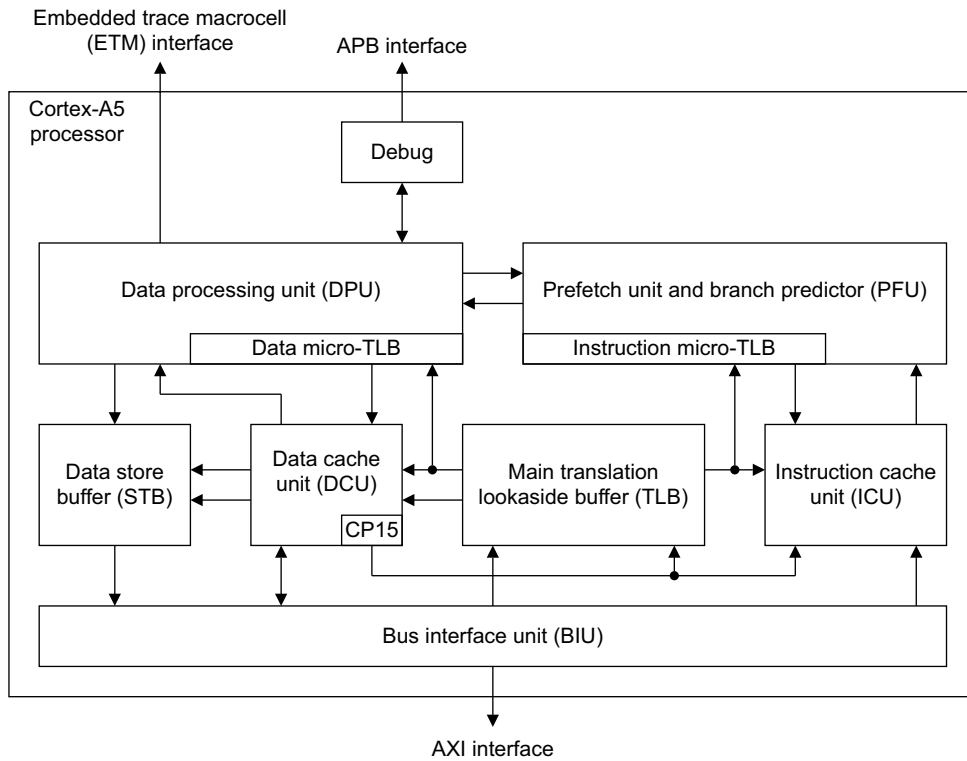 Embedded trace macrocell
(ETM) interface
APB interface
Cortex-A5
processor
Debug
Data processing unit (DPU)
Prefetch unit and branch predictor (PFU)
Data micro-TLB
Instruction micro-TLB
Data store
buffer (STB)
Data cache
unit (DCU)
CP15
Main translation
lookaside buffer (TLB)
Instruction cache
unit (ICU)
Bus interface unit (BIU)
AXI interface